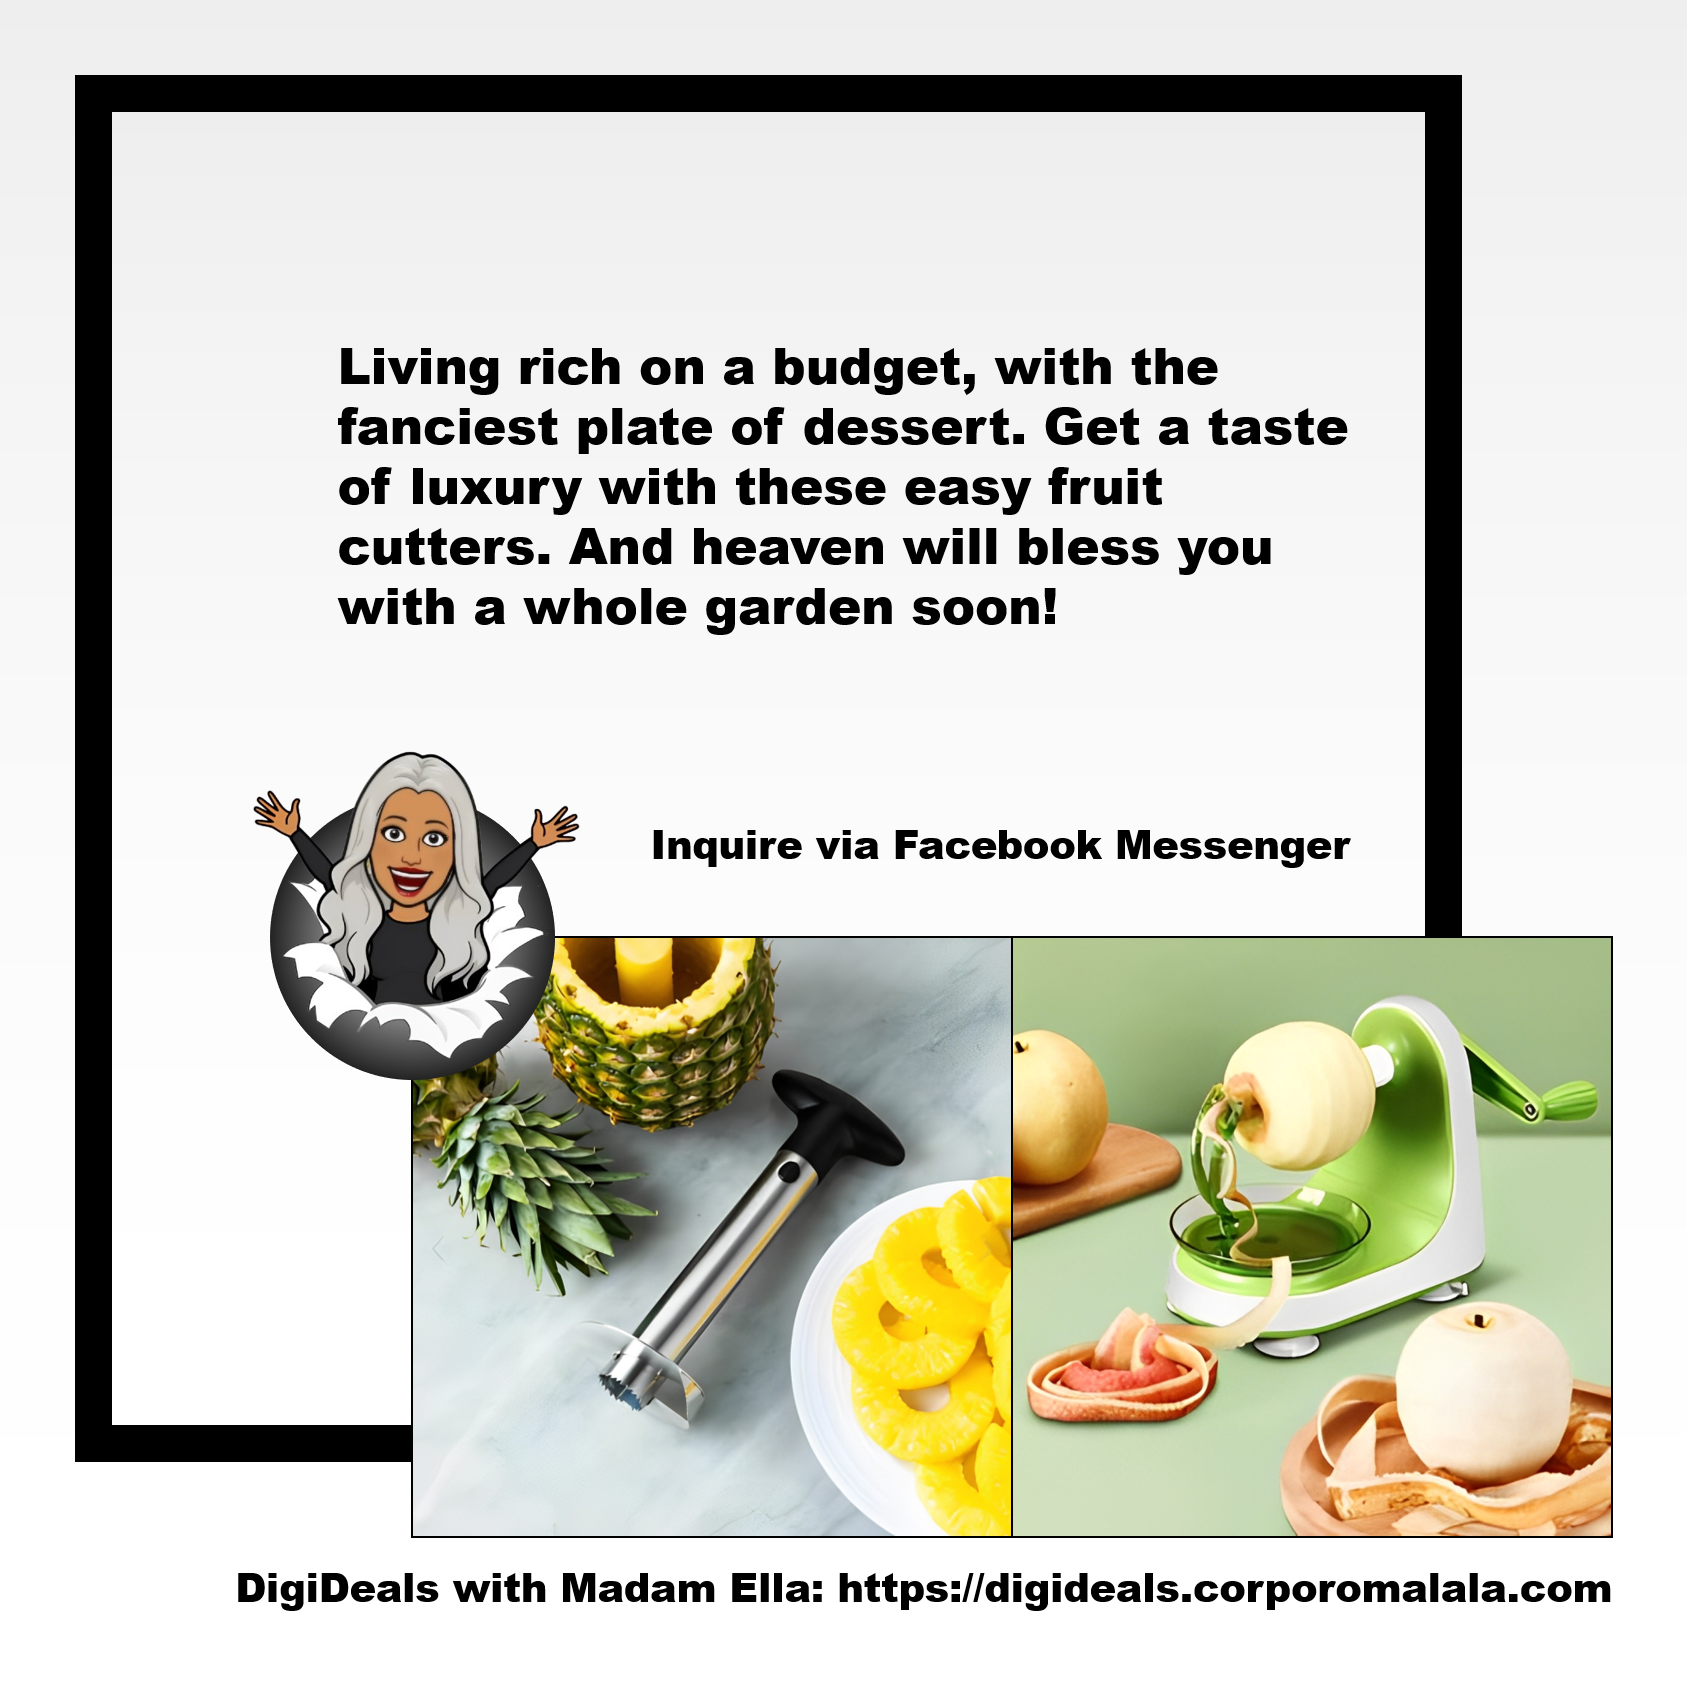 Living rich on a budget, with the
fanciest plate of dessert. Get a taste
of luxury with these easy fruit
cutters. And heaven will bless you
with a whole garden soon!
Inquire via Facebook Messenger
DigiDeals with Madam Ella: https://digideals.corporomalala.com